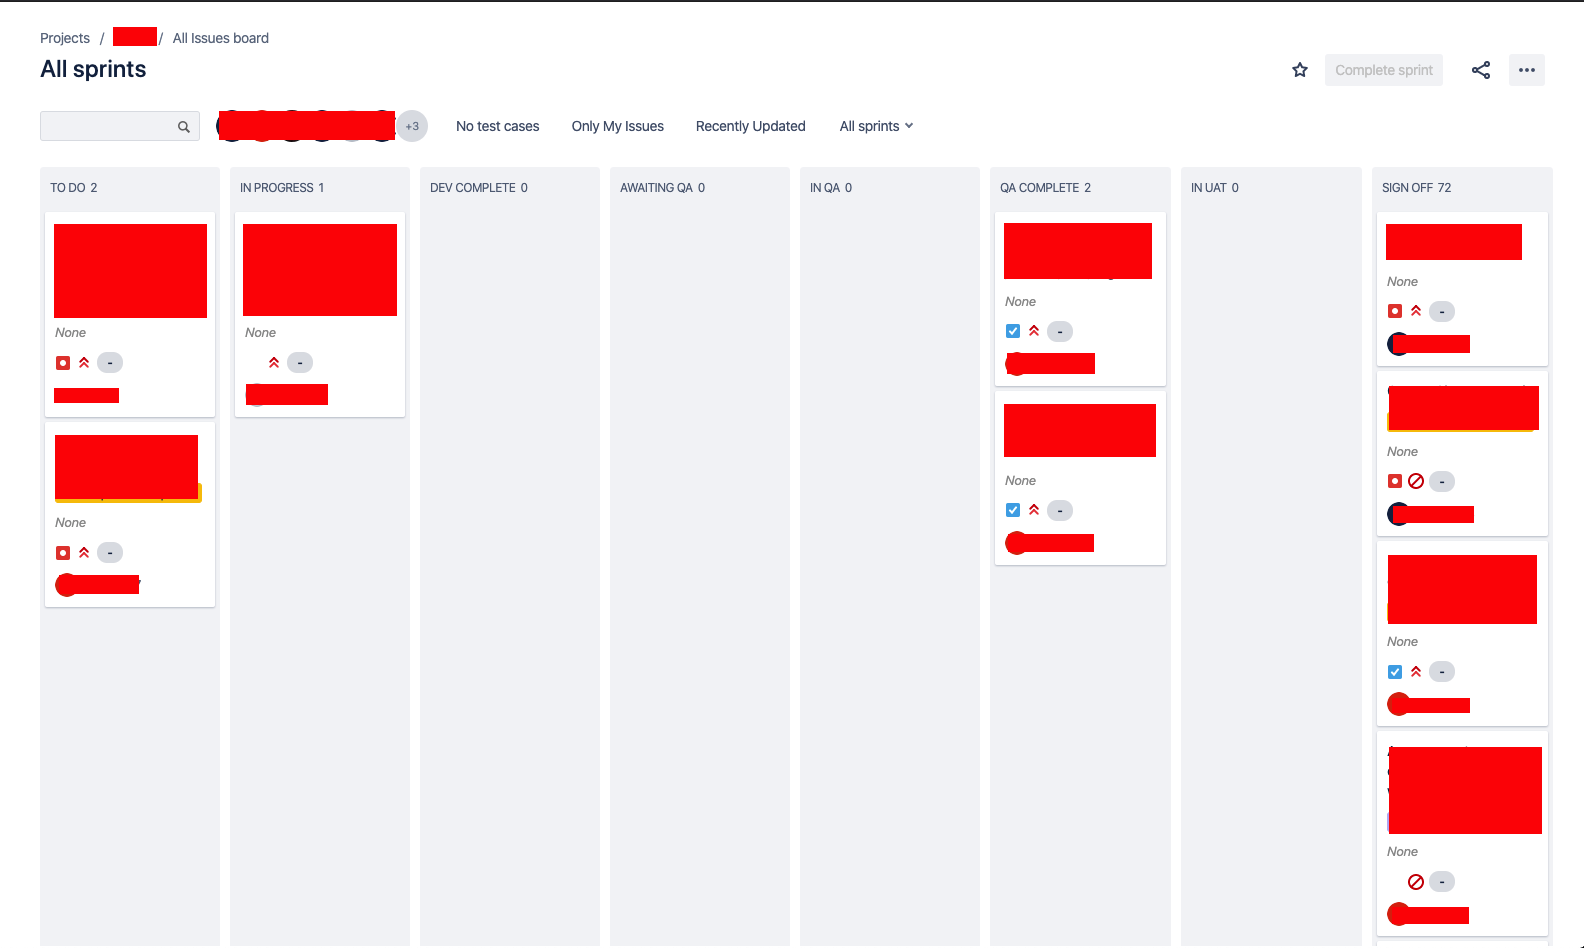 Projects / / All Issues board
All sprints
Complete sprint
+3 No test cases Only My Issues Recently Updated All sprints
TO DO 2
None
-
None
-
IN PROGRESS 1
None
-
DEV COMPLETE 0
AWAITING QA 0
IN QA 0
QA COMPLETE 2
None
-
None
-
IN UAT 0
SIGN OFF 72
None
-
None
-
None
-
None
-